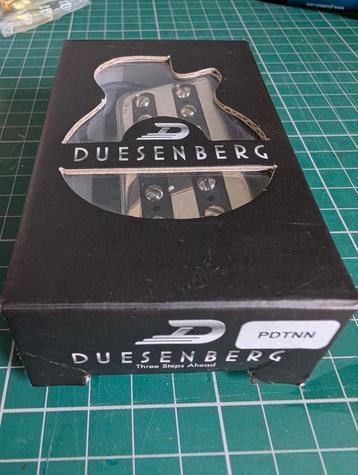 DUESENBERG
PDTNN
DUESENBERG
Three Steps Ahead